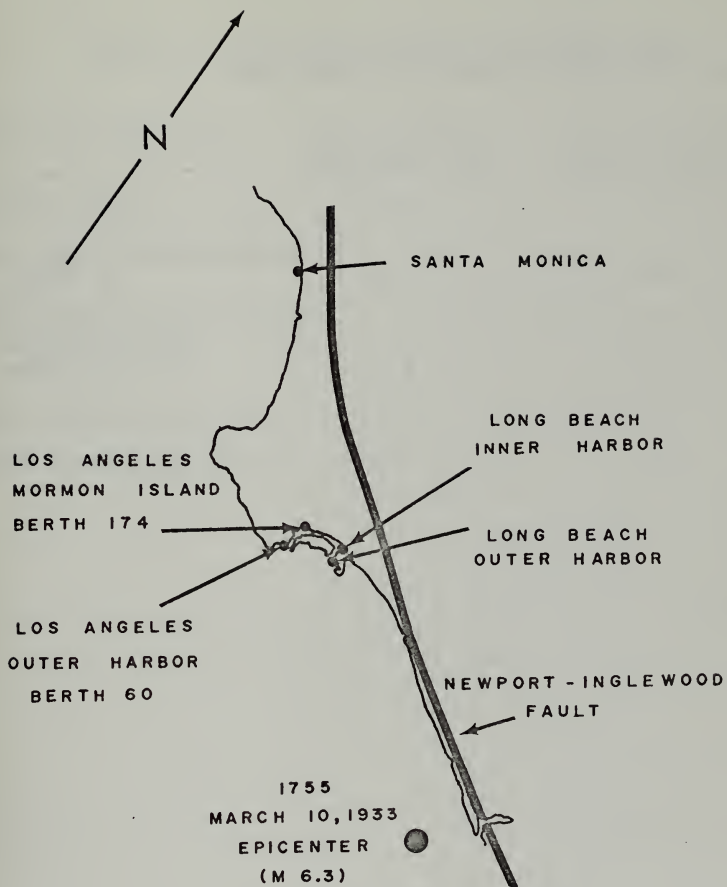 N
SANTA MONICA
LONG BEACH
INNER HARBOR
LOS ANGELES
MORMON ISLAND
BERTH 174
LONG BEACH
OUTER HARBOR
LOS ANGELES
OUTER HARBOR
BERTH 60
NEWPORT-INGLEWOOD
FAULT
1755
MARCH 10, 1933
EPICENTER
(M 6.3)